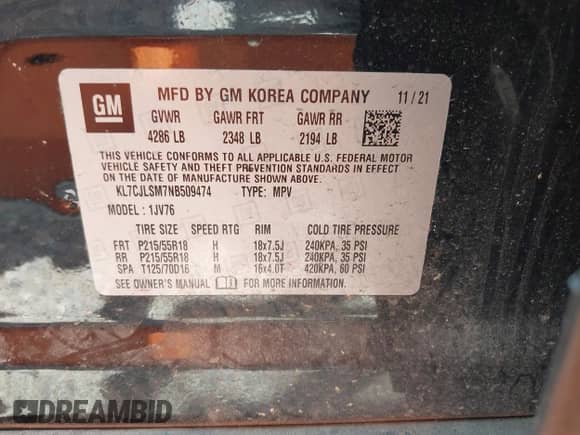 GM
MFD BY GM KOREA COMPANY 11 / 21
GVWR GAWR FRT GAWR RR
4286 LB 2348 LB 2194 LB
THIS VEHICLE CONFORMS TO ALL APPLICABLE U.S. FEDERAL MOTOR
VEHICLE SAFETY AND THEFT PREVENTION STANDARDS IN EFFECT
ON THE DATE OF MANUFACTURE SHOWN ABOVE.
KL7CJLSM7NB509474 TYPE: MPV
MODEL : 1JV76
TIRE SIZE SPEED RTG RIM COLD TIRE PRESSURE
FRT P215/55R18 H 18x7.5J 240KPA, 35 PSI
RR P215/55R18 H 18x7.5J 240KPA, 35 PSI
SPA T125/70D16 M 16x4.0T 420KPA, 60 PSI
SEE OWNER'S MANUAL FOR MORE INFORMATION.
DREAMBID